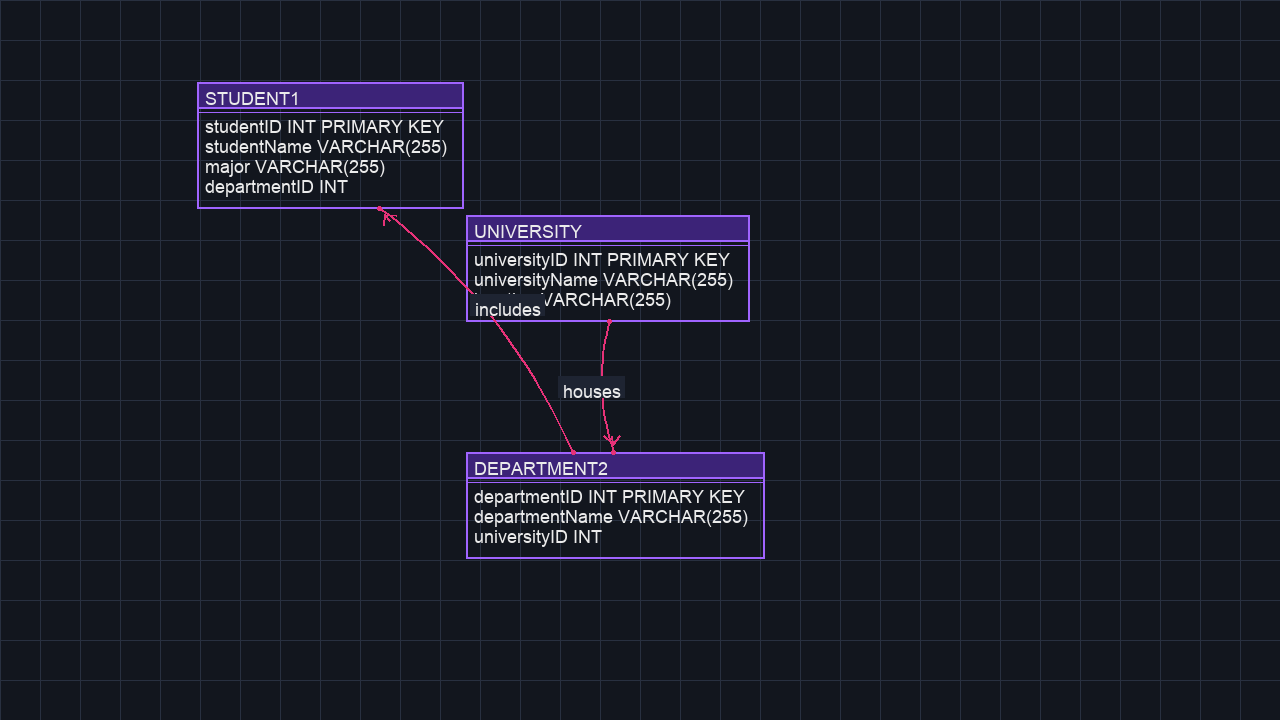 STUDENT1
studentID INT PRIMARY KEY
studentName VARCHAR(255)
major VARCHAR(255)
departmentID INT
UNIVERSITY
universityID INT PRIMARY KEY
universityName VARCHAR(255)
VARCHAR(255)
includes
houses
DEPARTMENT2
departmentID INT PRIMARY KEY
departmentName VARCHAR(255)
universityID INT